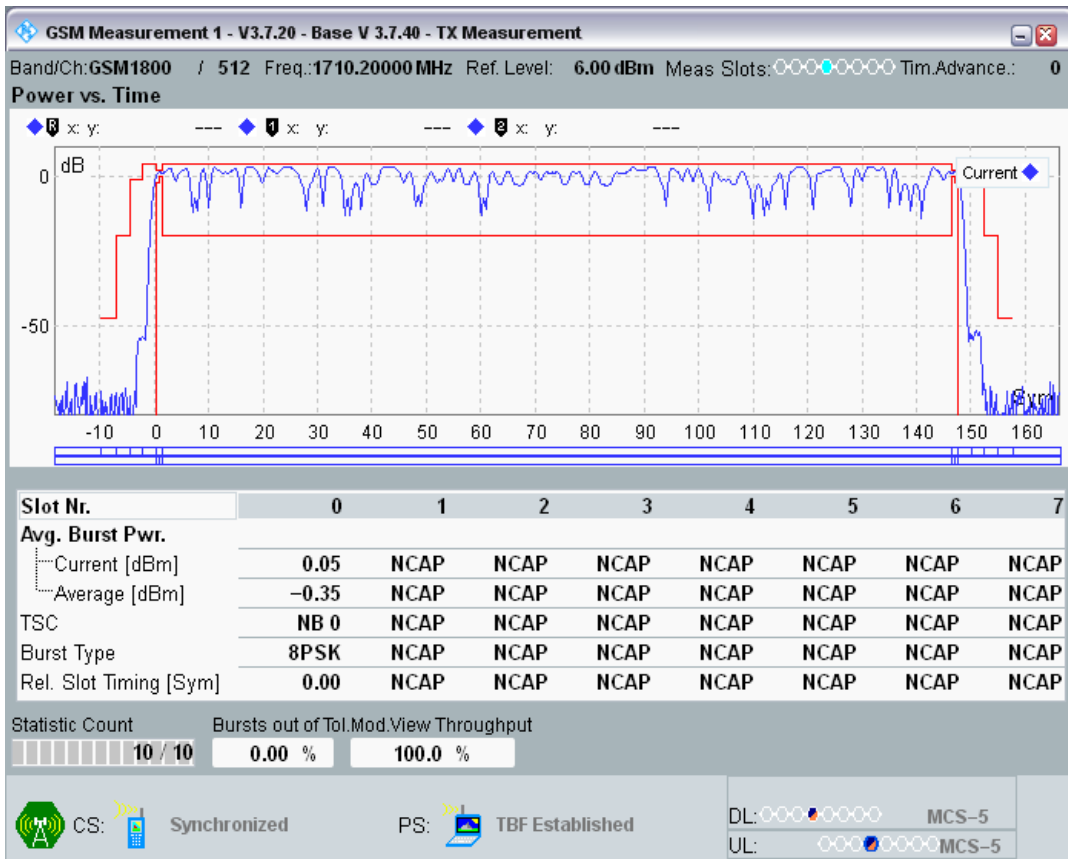 GSM Measurement 1 - V3.7.20 - Base V 3.7.40 - TX Measurement
Band/Ch:GSM1800 / 512 Freq.:1710.20000 MHz Ref. Level: 6.00 dBm Meas Slots: Tim.Advance.: 0
Power vs. Time
R x: y: --- 1 x: y: --- 2 x: y: ---
dB
Current
0
-50
Sym
-10 0 10 20 30 40 50 60 70 80 90 100 110 120 130 140 150 160
Slot Nr. 0 1 2 3 4 5 6 7
Avg. Burst Pwr.
Current [dBm] 0.05 NCAP NCAP NCAP NCAP NCAP NCAP NCAP
Average [dBm] −0.35 NCAP NCAP NCAP NCAP NCAP NCAP NCAP
TSC NB 0 NCAP NCAP NCAP NCAP NCAP NCAP NCAP
Burst Type 8PSK NCAP NCAP NCAP NCAP NCAP NCAP NCAP
Rel. Slot Timing [Sym] 0.00 NCAP NCAP NCAP NCAP NCAP NCAP NCAP
Statistic Count Bursts out of Tol.Mod.View Throughput
10 / 10 0.00 % 100.0 %
CS: Synchronized PS: TBF Established
DL: MCS−5
UL: MCS−5